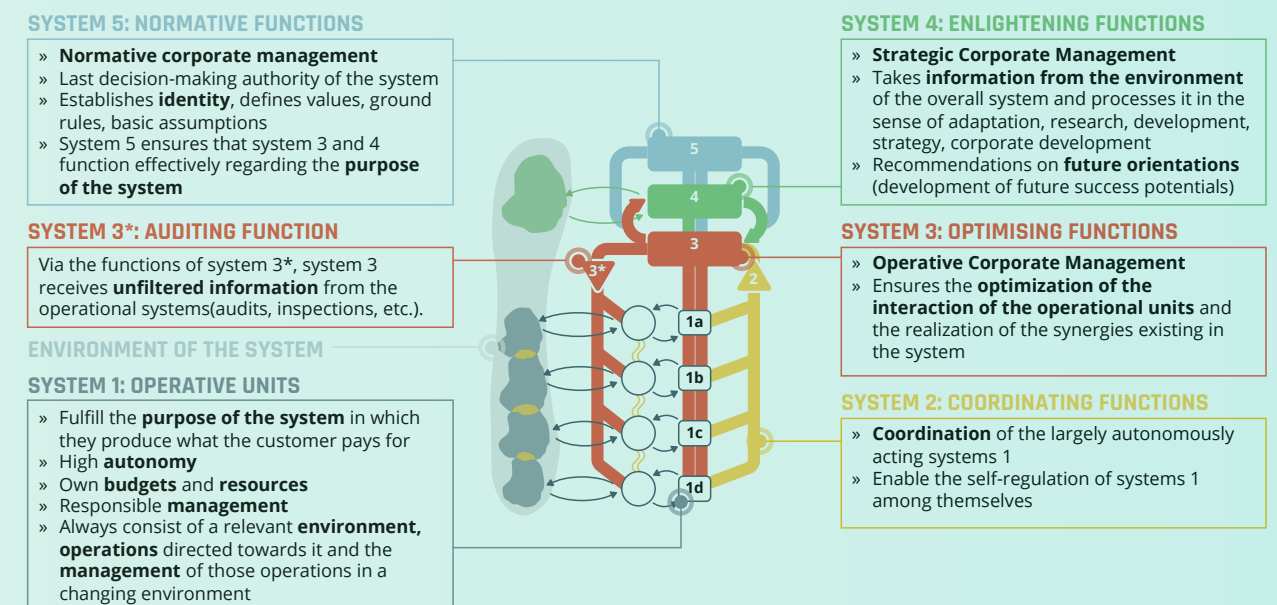 SYSTEM 5: NORMATIVE FUNCTIONS
» Normative corporate management
» Last decision-making authority of the system
» Establishes identity, defines values, ground
rules, basic assumptions
» System 5 ensures that system 3 and 4
function effectively regarding the purpose
of the system
SYSTEM 3*: AUDITING FUNCTION
Via the functions of system 3*, system 3
receives unfiltered information from the
operational systems(audits, inspections, etc.).
ENVIRONMENT OF THE SYSTEM
SYSTEM 1: OPERATIVE UNITS
» Fulfill the purpose of the system in which
they produce what the customer pays for
» High autonomy
» Own budgets and resources
» Responsible management
» Always consist of a relevant environment,
operations directed towards it and the
management of those operations in a
changing environment
5
4
3
3*
2
1a
1b
1c
1d
SYSTEM 4: ENLIGHTENING FUNCTIONS
» Strategic Corporate Management
» Takes information from the environment
of the overall system and processes it in the
sense of adaptation, research, development,
strategy, corporate development
» Recommendations on future orientations
(development of future success potentials)
SYSTEM 3: OPTIMISING FUNCTIONS
» Operative Corporate Management
» Ensures the optimization of the
interaction of the operational units and
the realization of the synergies existing in
the system
SYSTEM 2: COORDINATING FUNCTIONS
» Coordination of the largely autonomously
acting systems 1
» Enable the self-regulation of systems 1
among themselves